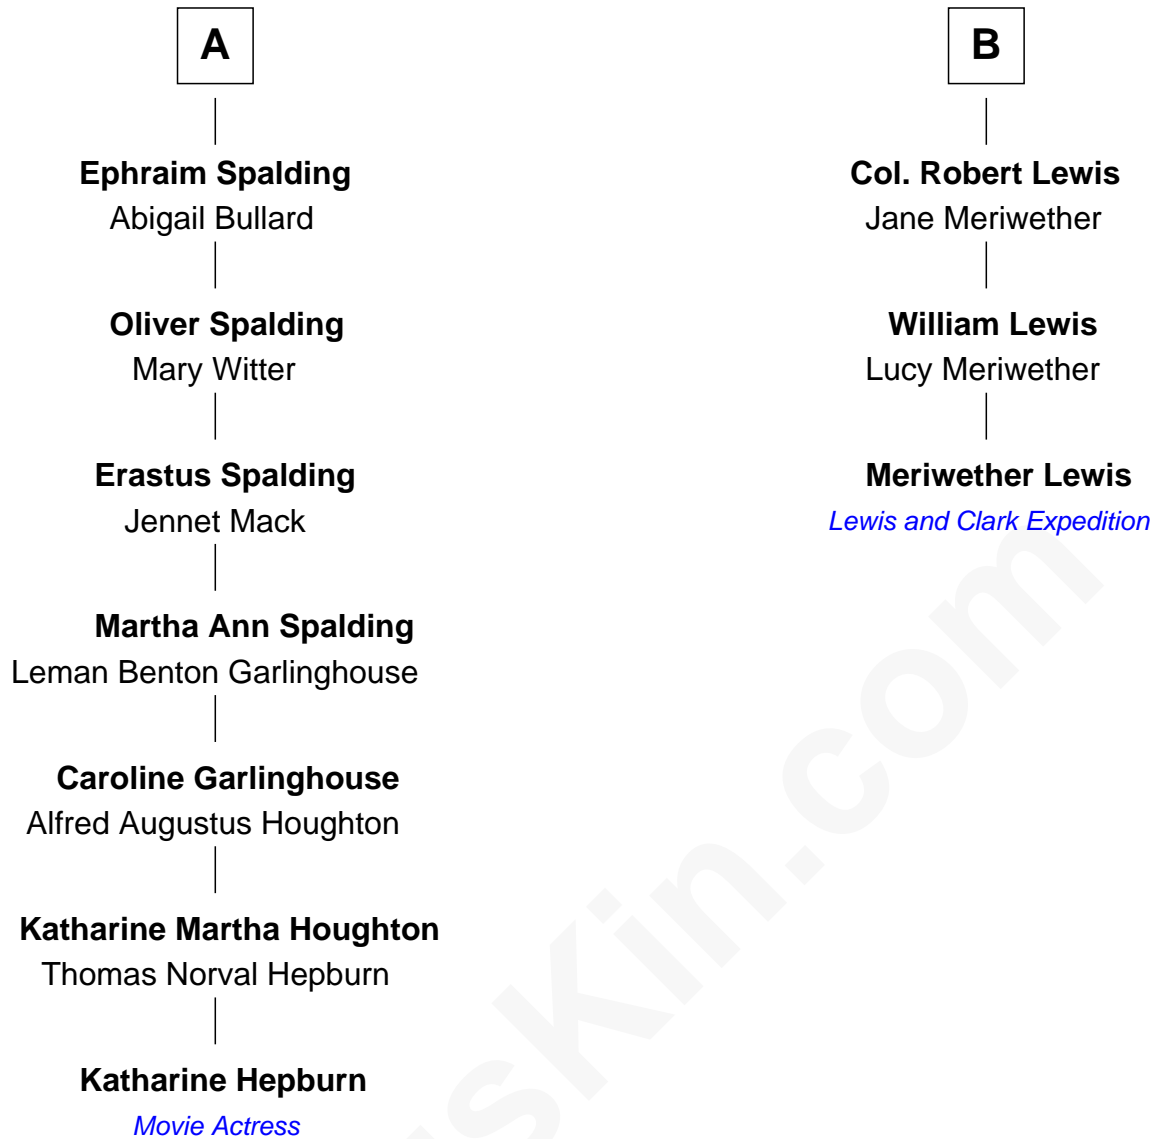 A
Ephraim Spalding
Abigail Bullard
Oliver Spalding
Mary Witter
Erastus Spalding
Jennet Mack
Martha Ann Spalding
Leman Benton Garlinghouse
Caroline Garlinghouse
Alfred Augustus Houghton
Katharine Martha Houghton
Thomas Norval Hepburn
Katharine Hepburn
Movie Actress
B
Col. Robert Lewis
Jane Meriwether
William Lewis
Lucy Meriwether
Meriwether Lewis
Lewis and Clark Expedition
usKin.com